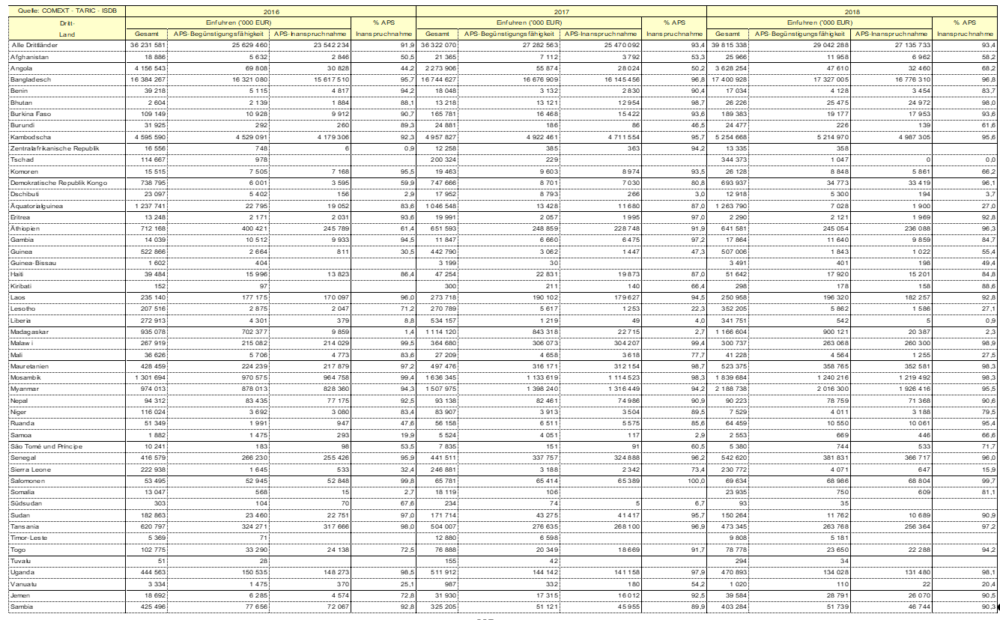 Quelle: COMEXT - TARIC - ISDB 2016 2017 2018
Dritt- Einfuhren ('000 EUR) % APS Einfuhren ('000 EUR) % APS Einfuhren ('000 EUR) % APS
Land Gesamt APS-Begünstigungsfähigkeit APS-Inanspruchnahme Inanspruchnahme Gesamt APS-Begünstigungsfähigkeit APS-Inanspruchnahme Inanspruchnahme Gesamt APS-Begünstigungsfähigkeit APS-Inanspruchnahme Inanspruchnahme
Alle Drittländer 36 231 581 25 629 460 23 542 234 91,9 36 322 070 27 282 563 25 470 092 93,4 39 815 338 29 042 288 27 135 733 93,4
Afghanistan 18 886 5 632 2 846 50,5 21 365 7 112 3 792 53,3 25 966 11 958 6 962 58,2
Angola 4 156 543 69 808 30 828 44,2 2 273 906 55 874 28 024 50,2 3 628 254 47 610 32 460 68,2
Bangladesch 16 384 267 16 321 080 15 617 510 95,7 16 744 627 16 676 909 16 145 456 96,8 17 400 928 17 327 005 16 776 310 96,8
Benin 39 218 5 115 4 817 94,2 18 048 3 132 2 830 90,4 17 034 4 128 3 454 83,7
Bhutan 2 604 2 139 1 884 88,1 13 218 13 121 12 954 98,7 26 226 25 475 24 972 98,0
Burkina Faso 109 149 10 928 9 912 90,7 165 781 16 468 15 422 93,6 189 383 19 177 17 953 93,6
Burundi 31 925 292 260 89,3 24 881 186 86 46,5 24 477 226 139 61,6
Kambodscha 4 595 590 4 529 091 4 179 306 92,3 4 957 827 4 922 461 4 711 554 95,7 5 254 668 5 214 970 4 987 305 95,6
Zentralafrikanische Republik 16 556 748 6 0,9 12 258 385 363 94,2 13 335 358
Tschad 114 667 978 200 324 229 344 373 1 047 0 0,0
Komoren 15 515 7 505 7 168 95,5 19 463 9 603 8 974 93,5 26 128 8 848 5 861 66,2
Demokratische Republik Kongo 738 795 6 001 3 595 59,9 747 666 8 701 7 030 80,8 693 937 34 773 33 419 96,1
Dschibuti 23 097 5 402 156 2,9 17 952 8 793 266 3,0 12 918 5 300 194 3,7
Äquatorialguinea 1 237 741 22 795 19 052 83,6 1 046 548 13 428 11 680 87,0 1 263 790 7 028 1 900 27,0
Eritrea 13 248 2 171 2 031 93,6 19 991 2 057 1 995 97,0 2 290 2 121 1 969 92,8
Äthiopien 712 168 400 421 245 789 61,4 651 593 248 859 228 748 91,9 641 581 245 054 236 088 96,3
Gambia 14 039 10 512 9 933 94,5 11 847 6 660 6 475 97,2 17 864 11 640 9 859 84,7
Guinea 522 866 2 664 811 30,5 442 790 3 062 1 447 47,3 507 006 1 843 1 022 55,4
Guinea-Bissau 1 602 404 3 199 30 3 491 401 198 49,4
Haiti 39 484 15 996 13 823 86,4 47 254 22 831 19 873 87,0 51 642 17 920 15 201 84,8
Kiribati 152 97 300 211 140 66,4 298 178 158 88,6
Laos 235 140 177 175 170 097 96,0 273 718 190 102 179 627 94,5 250 958 196 320 182 257 92,8
Lesotho 207 516 2 875 2 047 71,2 270 789 5 617 1 253 22,3 352 205 5 862 1 586 27,1
Liberia 272 913 4 301 379 8,8 534 157 1 219 49 4,0 341 751 542 5 0,9
Madagaskar 935 078 702 377 9 859 1,4 1 114 120 843 318 22 715 2,7 1 166 604 900 121 20 387 2,3
Malawi 267 919 215 082 214 029 99,5 364 680 306 073 304 207 99,4 300 737 263 068 260 300 98,9
Mali 36 626 5 706 4 773 83,6 27 209 4 658 3 618 77,7 41 228 4 564 1 255 27,5
Mauretanien 428 459 224 239 217 879 97,2 497 476 316 171 312 154 98,7 523 375 358 765 352 581 98,3
Mosambik 1 301 694 970 575 964 758 99,4 1 636 345 1 133 619 1 114 523 98,3 1 839 684 1 240 216 1 219 492 98,3
Myanmar 974 013 878 013 828 360 94,3 1 507 975 1 398 240 1 316 449 94,2 2 188 738 2 016 300 1 926 416 95,5
Nepal 94 312 83 435 77 175 92,5 93 138 82 461 74 986 90,9 90 223 78 759 71 368 90,6
Niger 116 024 3 692 3 080 83,4 83 907 3 913 3 504 89,5 7 529 4 011 3 188 79,5
Ruanda 51 349 1 991 947 47,6 56 158 6 511 5 575 85,6 64 459 10 550 10 061 95,4
Samoa 1 882 1 475 293 19,9 5 524 4 051 117 2,9 2 553 669 446 66,6
São Tomé und Príncipe 10 241 183 98 53,5 7 835 151 91 60,5 5 380 744 533 71,7
Senegal 416 579 266 230 255 426 95,9 441 511 337 757 324 888 96,2 542 620 381 831 366 717 96,0
Sierra Leone 222 938 1 645 533 32,4 246 881 3 188 2 342 73,4 230 772 4 071 647 15,9
Salomonen 53 495 52 945 52 848 99,8 65 781 65 414 65 389 100,0 69 634 68 986 68 804 99,7
Somalia 13 047 568 15 2,7 18 119 106 23 935 750 609 81,1
Südsudan 303 104 70 67,6 234 74 5 6,7 93 35
Sudan 182 863 23 460 22 751 97,0 171 714 43 275 41 417 95,7 150 264 11 762 10 689 90,9
Tansania 620 797 324 271 317 666 98,0 504 007 276 635 268 100 96,9 473 345 263 768 256 364 97,2
Timor-Leste 5 369 71 12 880 6 598 9 808 5 181
Togo 102 775 33 290 24 138 72,5 76 888 20 349 18 669 91,7 78 778 23 650 22 288 94,2
Tuvalu 51 28 155 42 294 34
Uganda 444 563 150 535 148 273 98,5 511 912 144 142 141 158 97,9 470 893 134 028 131 480 98,1
Vanuatu 3 334 1 475 370 25,1 987 332 180 54,2 1 020 110 22 20,4
Jemen 18 692 6 285 4 574 72,8 31 930 17 315 16 012 92,5 39 584 28 791 26 070 90,5
Sambia 425 496 77 656 72 067 92,8 325 205 51 121 45 955 89,9 403 284 51 739 46 744 90,3